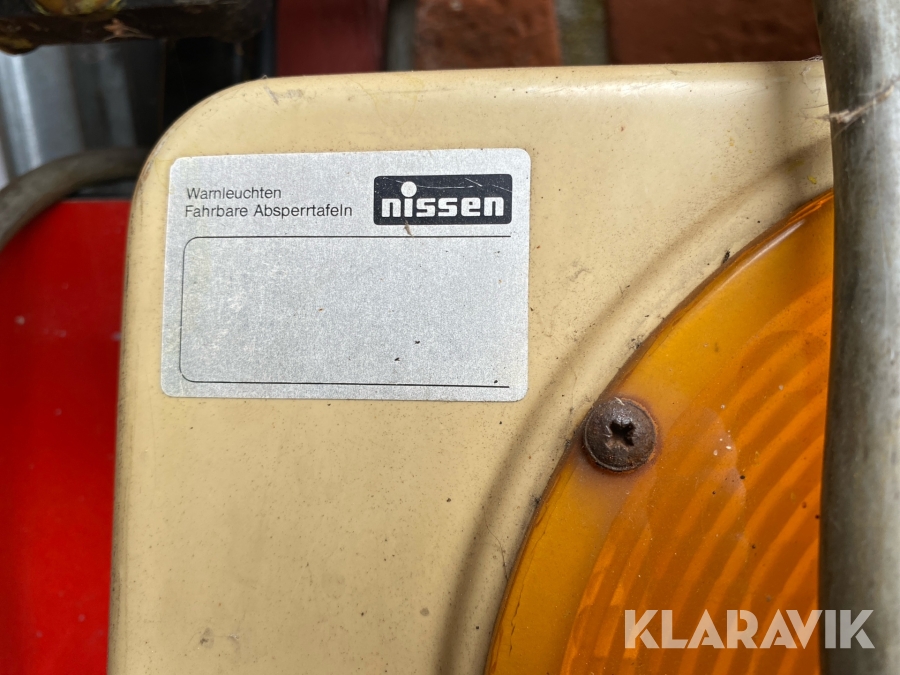 Warnleuchten
Fahrbare Absperrtafeln
nissen
KLARAVIK